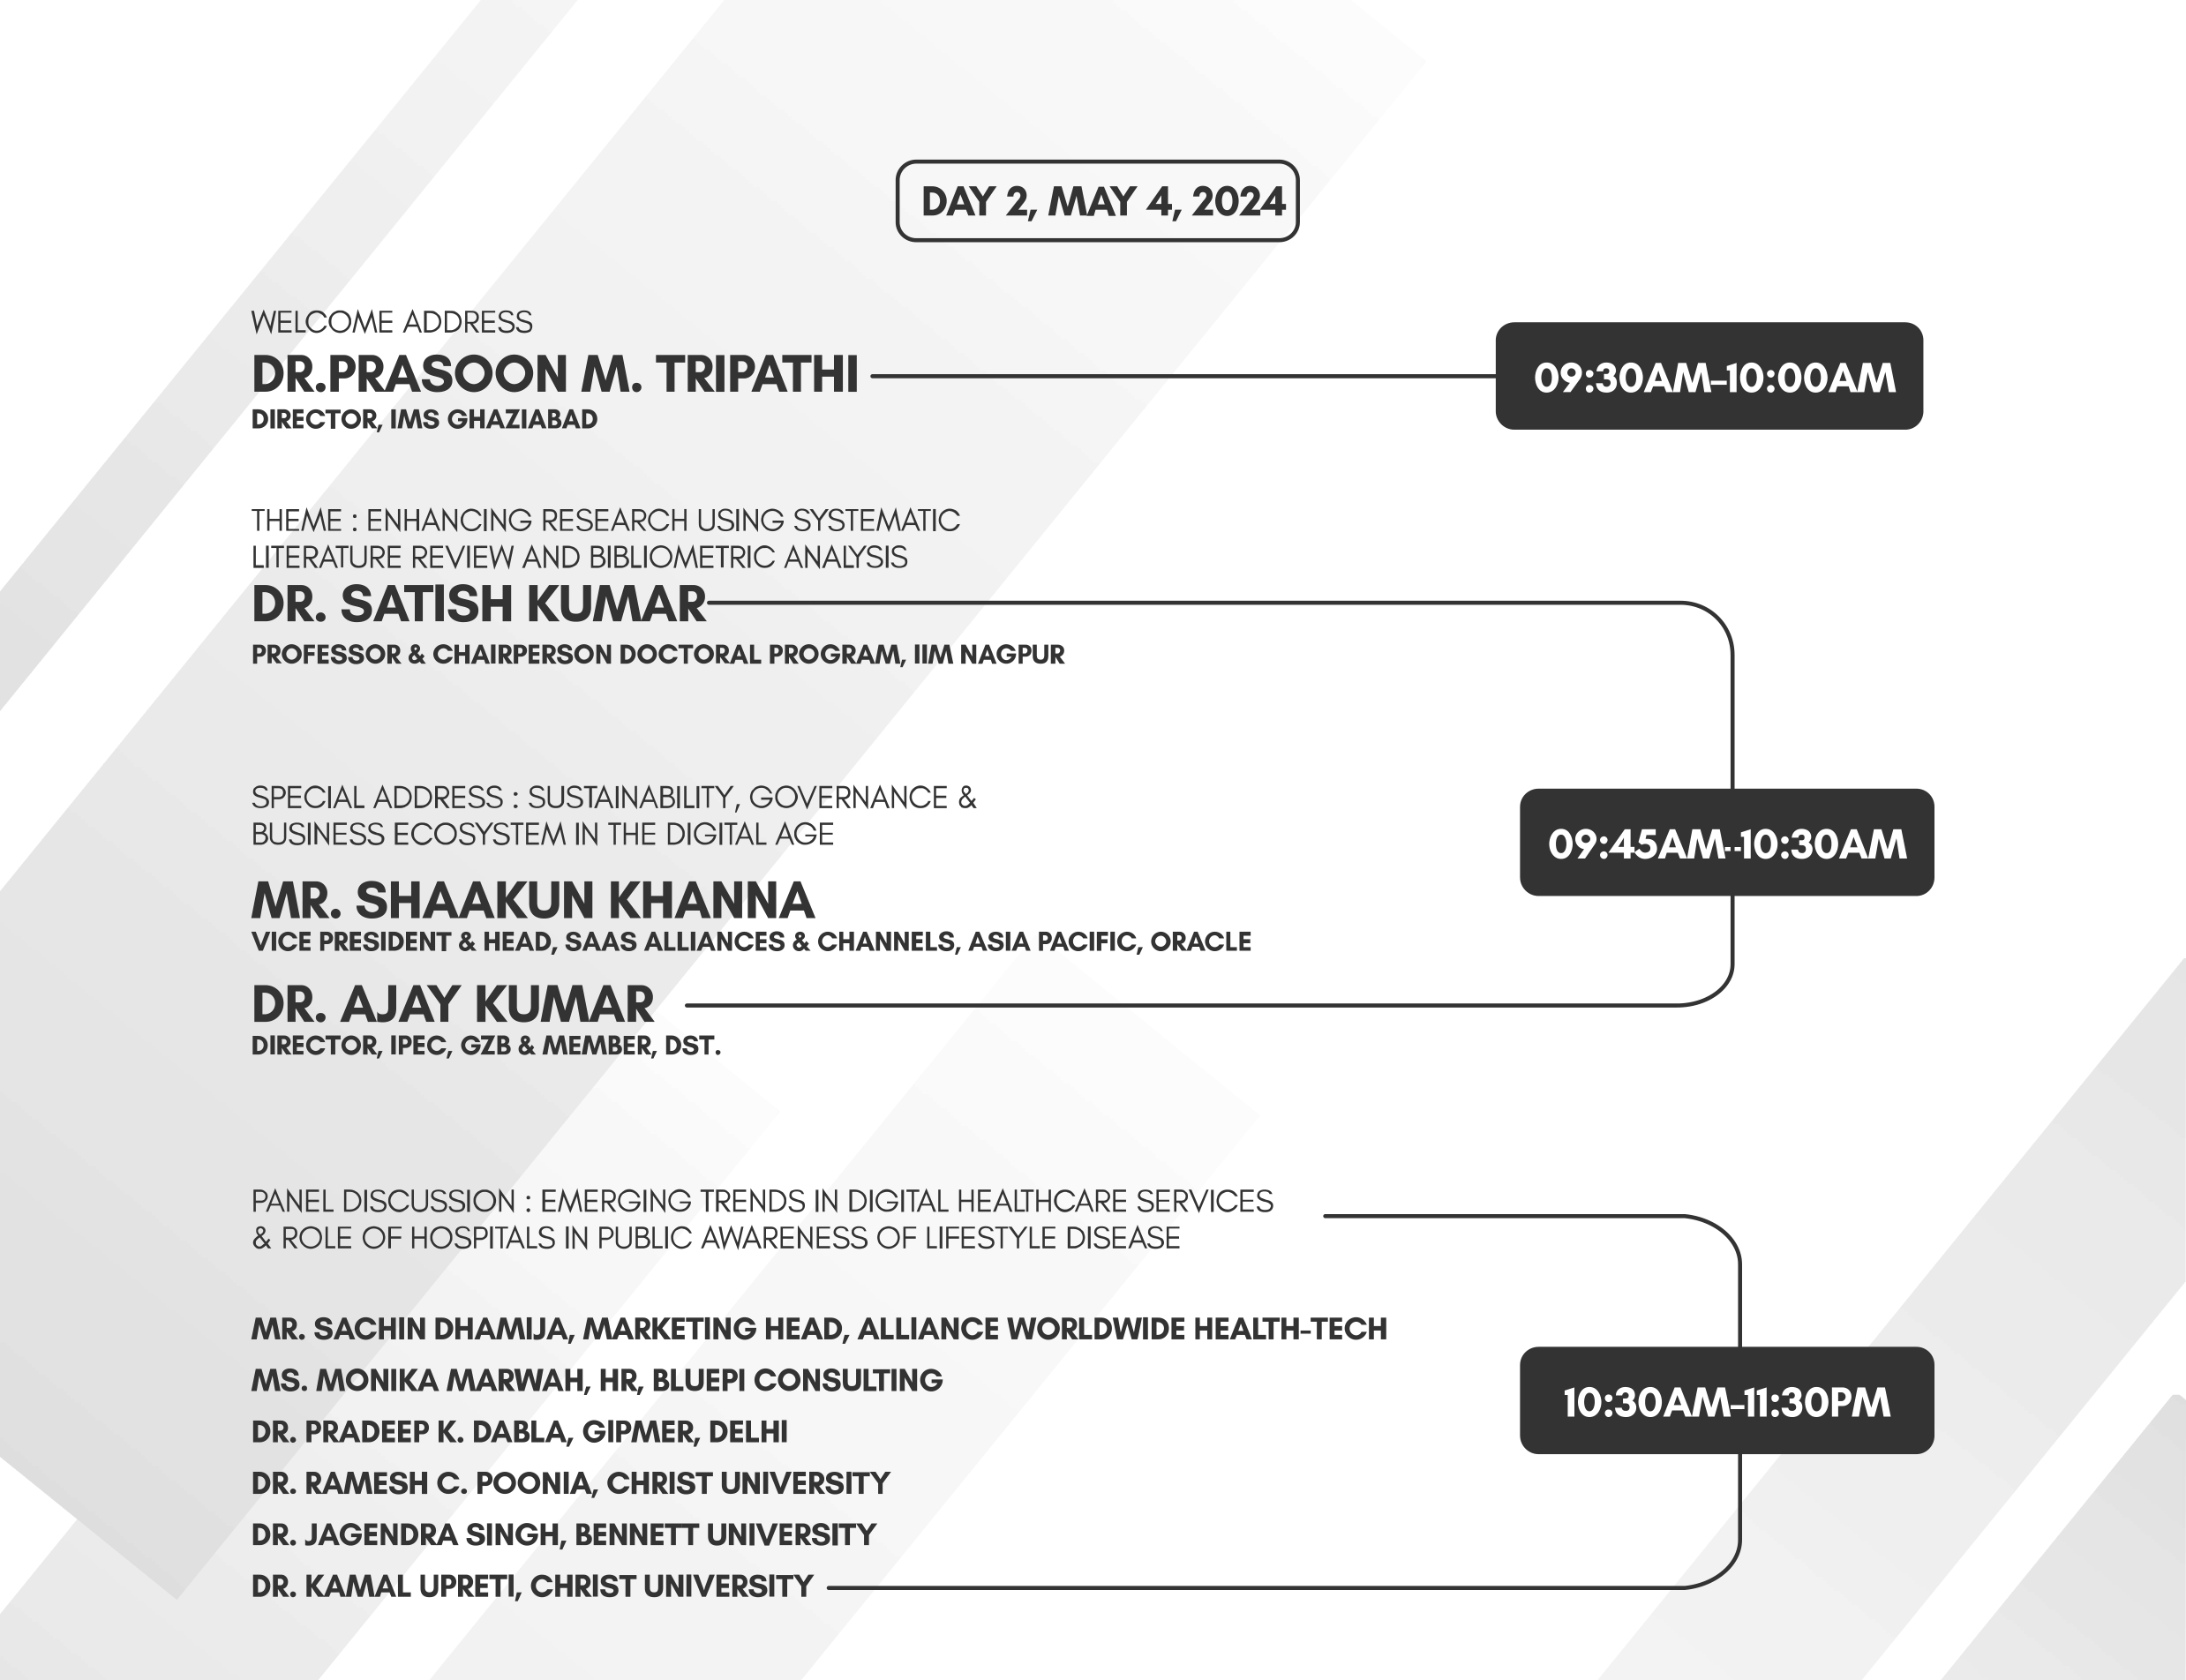 DAY 2, MAY 4, 2024
WELCOME ADDRESS
DR.PRASOON M. TRIPATHI
DIRECTOR, IMS GHAZIABAD
09:30AM-10:00AM
THEME : ENHANCING RESEARCH USING SYSTEMATIC
LITERATURE REVIEW AND BIBLIOMETRIC ANALYSIS
DR. SATISH KUMAR
PROFESSOR & CHAIRPERSON DOCTORAL PROGRAM, IIM NAGPUR
SPECIAL ADDRESS : SUSTAINABILITY, GOVERNANCE &
BUSINESS ECOSYSTEM IN THE DIGITAL AGE
09:45AM--10:30AM
MR. SHAAKUN KHANNA
VICE PRESIDENT & HEAD, SAAS ALLIANCES & CHANNELS, ASIA PACIFIC, ORACLE
DR. AJAY KUMAR
DIRECTOR, IPEC, GZB & MEMBER, DST.
PANEL DISCUSSION : EMERGING TRENDS IN DIGITAL HEALTHCARE SERVICES
& ROLE OF HOSPITALS IN PUBLIC AWARENESS OF LIFESTYLE DISEASE
MR. SACHIN DHAMIJA, MARKETING HEAD, ALLIANCE WORLDWIDE HEALTH-TECH
MS. MONIKA MARWAH, HR, BLUEPI CONSULTING
10:30AM-11:30PM
DR. PRADEEP K. DABLA, GIPMER, DELHI
DR. RAMESH C. POONIA, CHRIST UNIVERSITY
DR. JAGENDRA SINGH, BENNETT UNIVERSITY
DR. KAMAL UPRETI, CHRIST UNIVERSITY